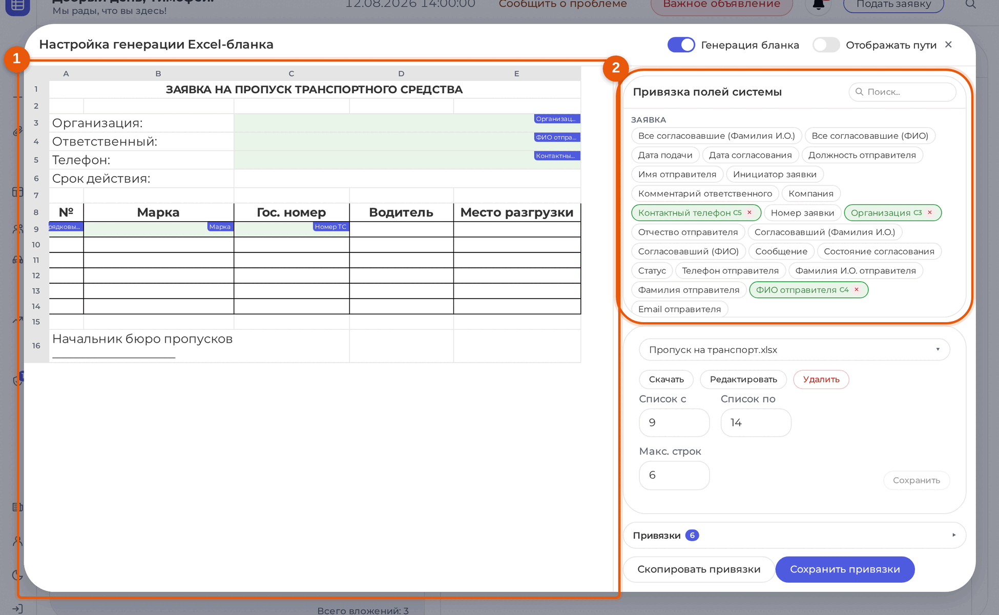 Добрый день, Тимофей!
Мы рады, что вы здесь!
12.08.2026 14:00:00
Сообщить о проблеме
Важное объявление
Подать заявку
Настройка генерации Excel-бланка
Генерация бланка
Отображать пути
1
2
A B C D E
1 ЗАЯВКА НА ПРОПУСК ТРАНСПОРТНОГО СРЕДСТВА
2
3 Организация: Организац...
4 Ответственный: ФИО отпра...
5 Телефон: Контактны...
6 Срок действия:
7
8 № Марка Гос. номер Водитель Место разгрузки
9 рядковы... Марка Номер ТС
10
11
12
13
14
15
16 Начальник бюро пропусков
Привязка полей системы
Поиск...
ЗАЯВКА
Все согласовавшие (Фамилия И.О.) Все согласовавшие (ФИО)
Дата подачи Дата согласования Должность отправителя
Имя отправителя Инициатор заявки
Комментарий ответственного Компания
Контактный телефон C5 × Номер заявки Организация C3 ×
Отчество отправителя Согласовавший (Фамилия И.О.)
Согласовавший (ФИО) Сообщение Состояние согласования
Статус Телефон отправителя Фамилия И.О. отправителя
Фамилия отправителя ФИО отправителя C4 ×
Email отправителя
Пропуск на транспорт.xlsx
Скачать Редактировать Удалить
Список с Список по
9 14
Макс. строк
6
Сохранить
Привязки 6
Скопировать привязки Сохранить привязки
Всего вложений: 3